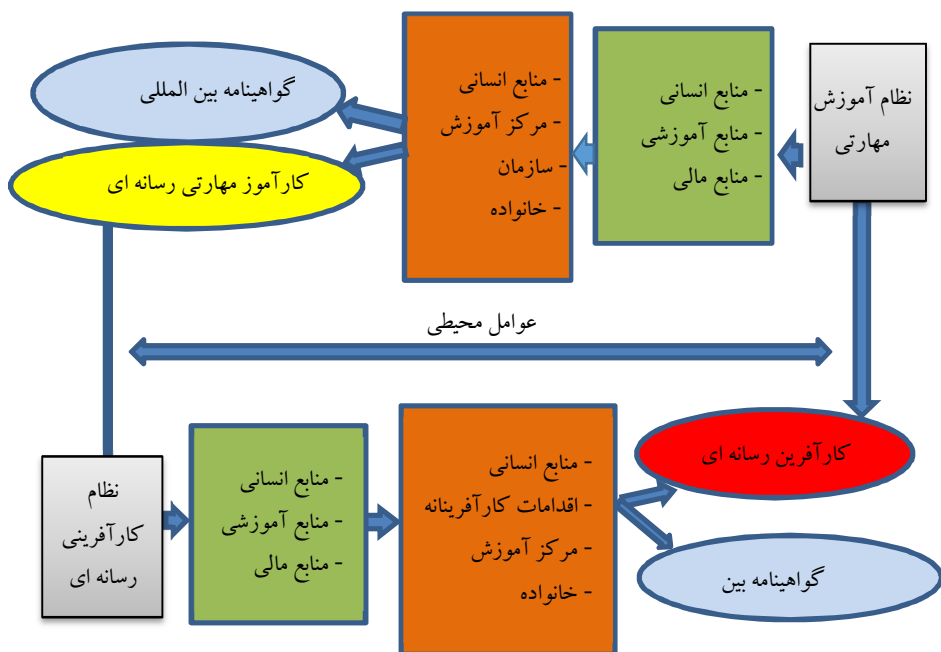 نظام آموزش
مهارتی
- منابع انسانی
- منابع آموزشی
- منابع مالی
- منابع انسانی
- مرکز آموزش
- سازمان
- خانواده
گواهینامه بین المللی
کارآموز مهارتی رسانه ای
عوامل محیطی
نظام
کارآفرینی
رسانه ای
- منابع انسانی
- منابع آموزشی
- منابع مالی
- منابع انسانی
- اقدامات کارآفرینانه
- مرکز آموزش
- خانواده
کارآفرین رسانه ای
گواهینامه بین